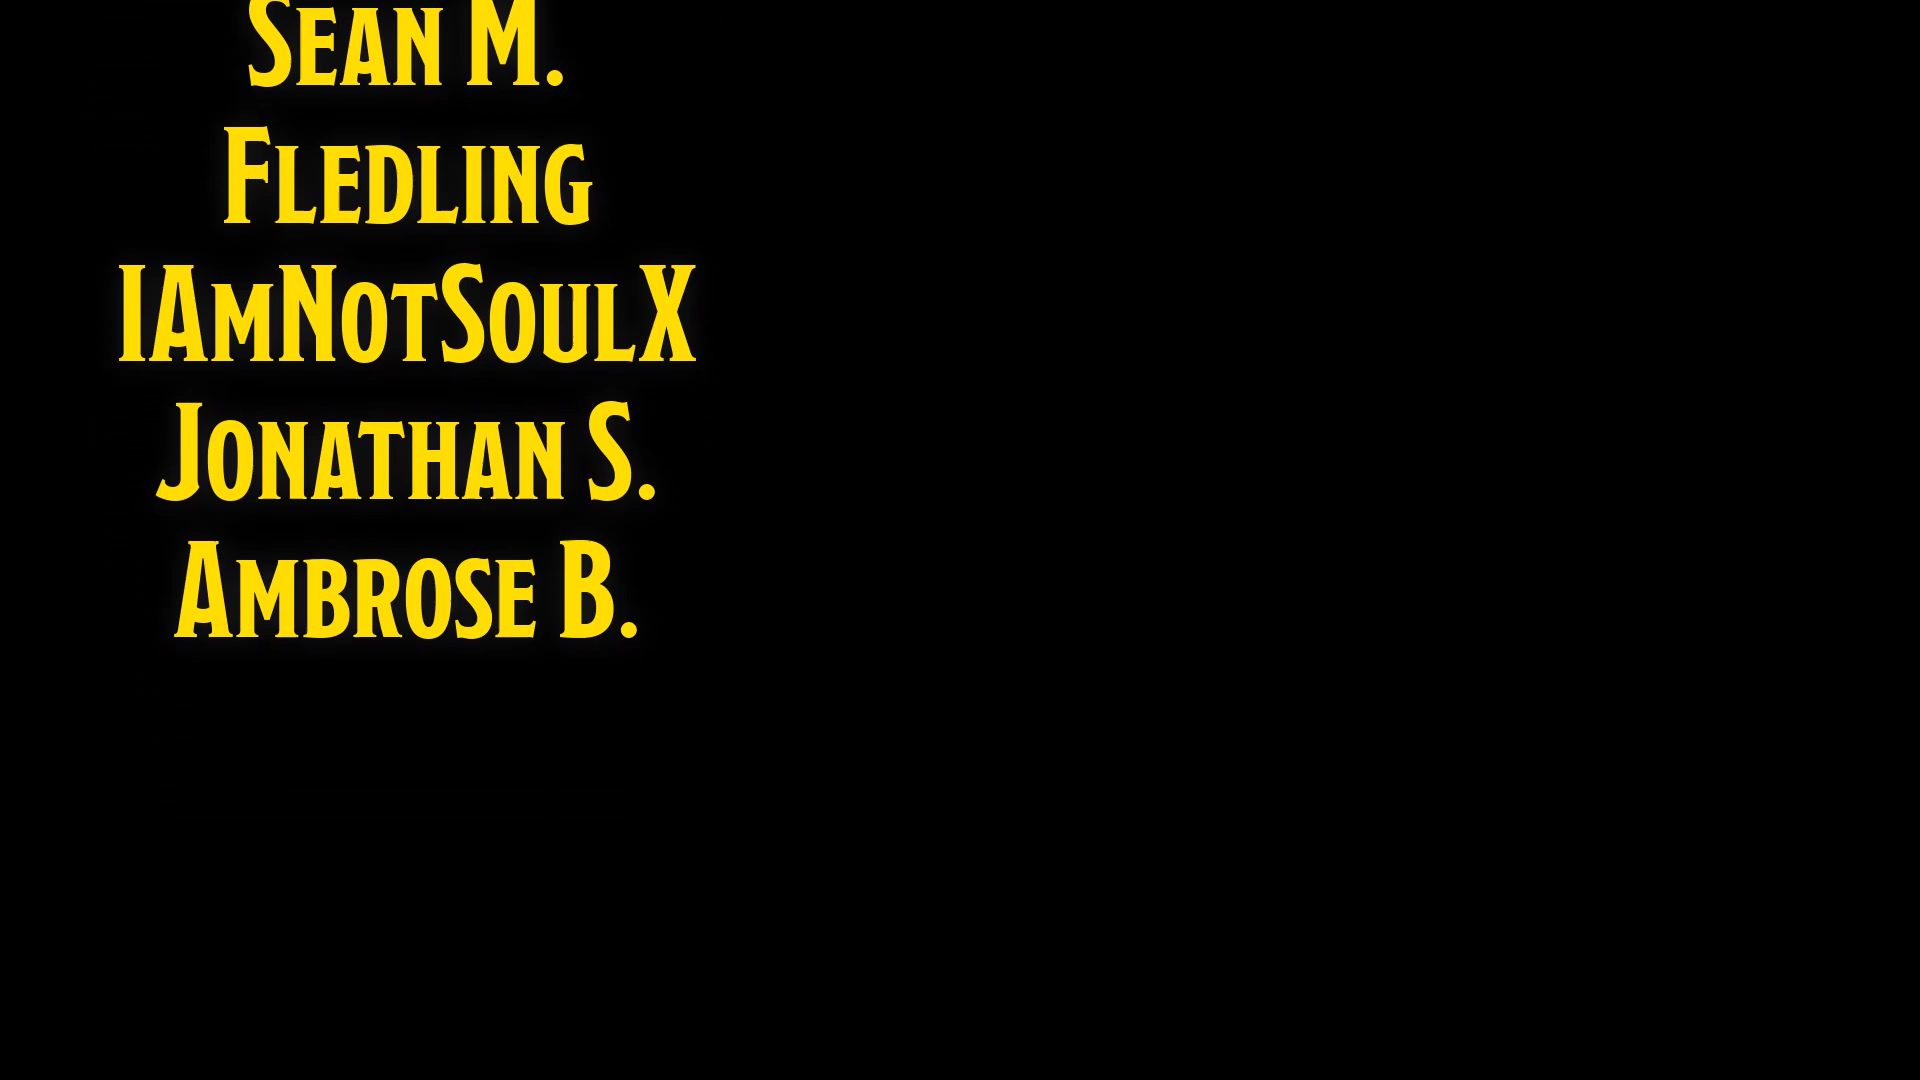 Sean M.
Fledling
IAmNotSoulX
Jonathan S.
Ambrose B.